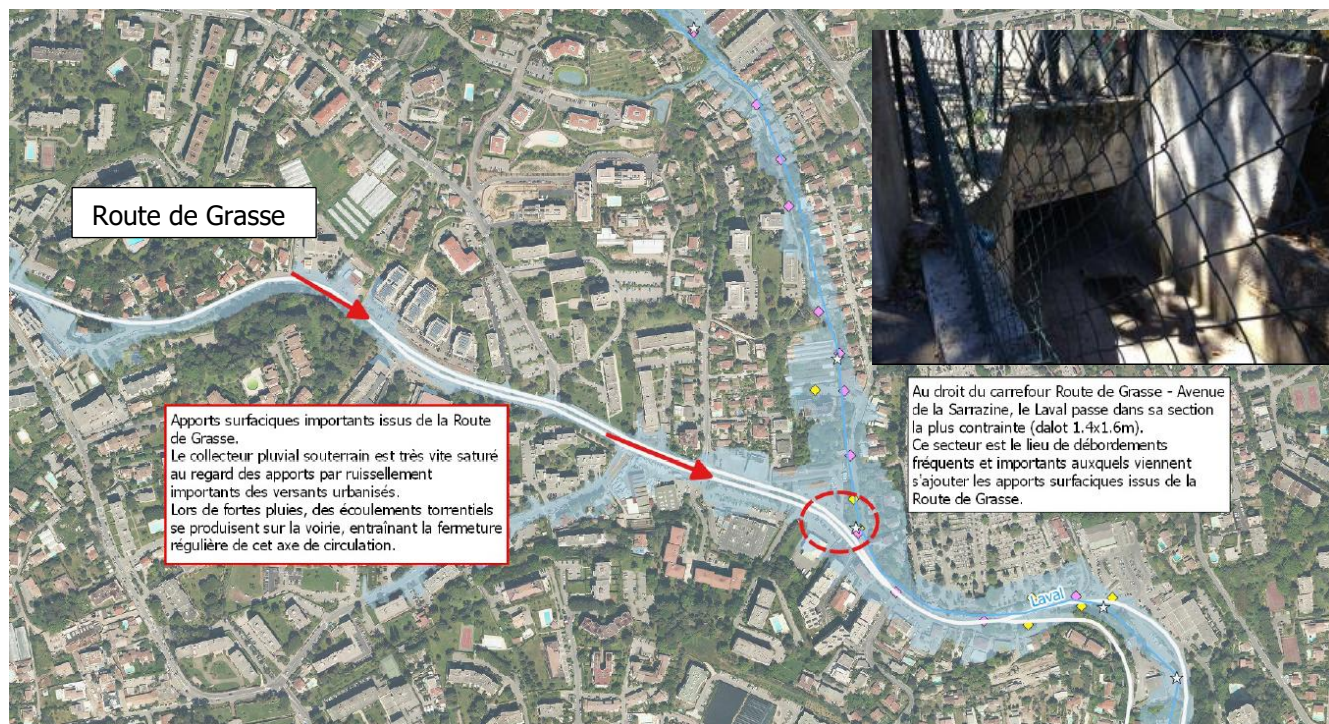 Route de Grasse
Apports surfaciques importants issus de la Route
de Grasse.
Le collecteur pluvial souterrain est très vite saturé
au regard des apports par ruissellement
importants des versants urbanisés.
Lors de fortes pluies, des écoulements torrentiels
se produisent sur la voirie, entraînant la fermeture
régulière de cet axe de circulation.
Au droit du carrefour Route de Grasse - Avenue
de la Sarrazine, le Laval passe dans sa section
la plus contrainte (dalot 1.4x1.6m).
Ce secteur est le lieu de débordements
fréquents et importants auxquels viennent
s'ajouter les apports surfaciques issus de la
Route de Grasse.
Laval